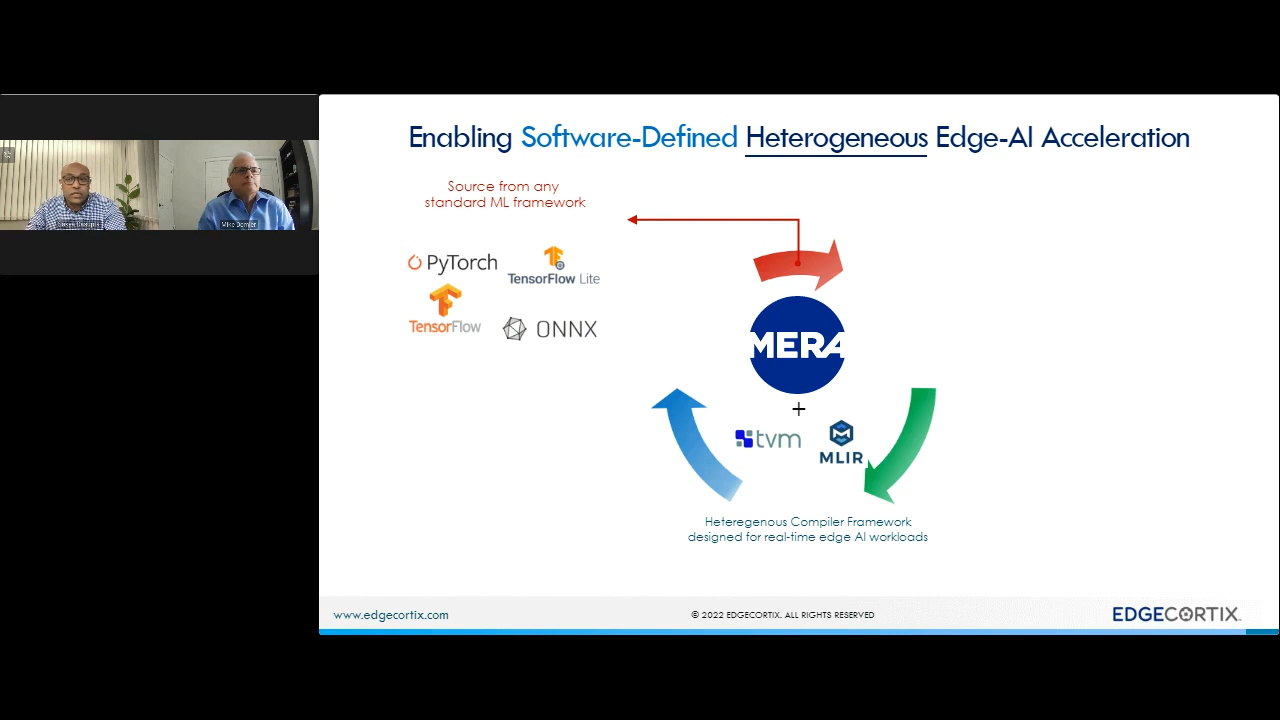 Enabling Software-Defined Heterogeneous Edge-AI Acceleration
Source from any
standard ML framework
PyTorch
TensorFlow Lite
TensorFlow
ONNX
MERA
+
tvm
MLIR
Heteregenous Compiler Framework
designed for real-time edge AI workloads
Mike Demler
www.edgecortix.com
© 2022 EDGECORTIX. ALL RIGHTS RESERVED
EDGECORTIX